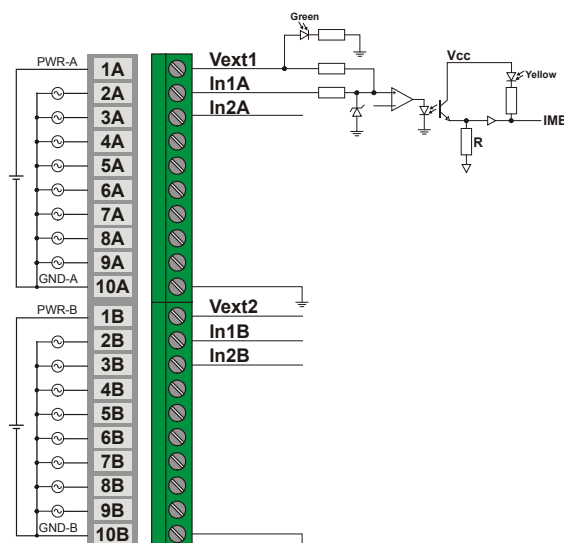 Green
PWR-A 1A Vext1 Vcc Yellow
2A In1A
3A In2A IME
4A R
5A
6A
7A
8A
9A
GND-A 10A
PWR-B 1B Vext2
2B In1B
3B In2B
4B
5B
6B
7B
8B
9B
GND-B 10B